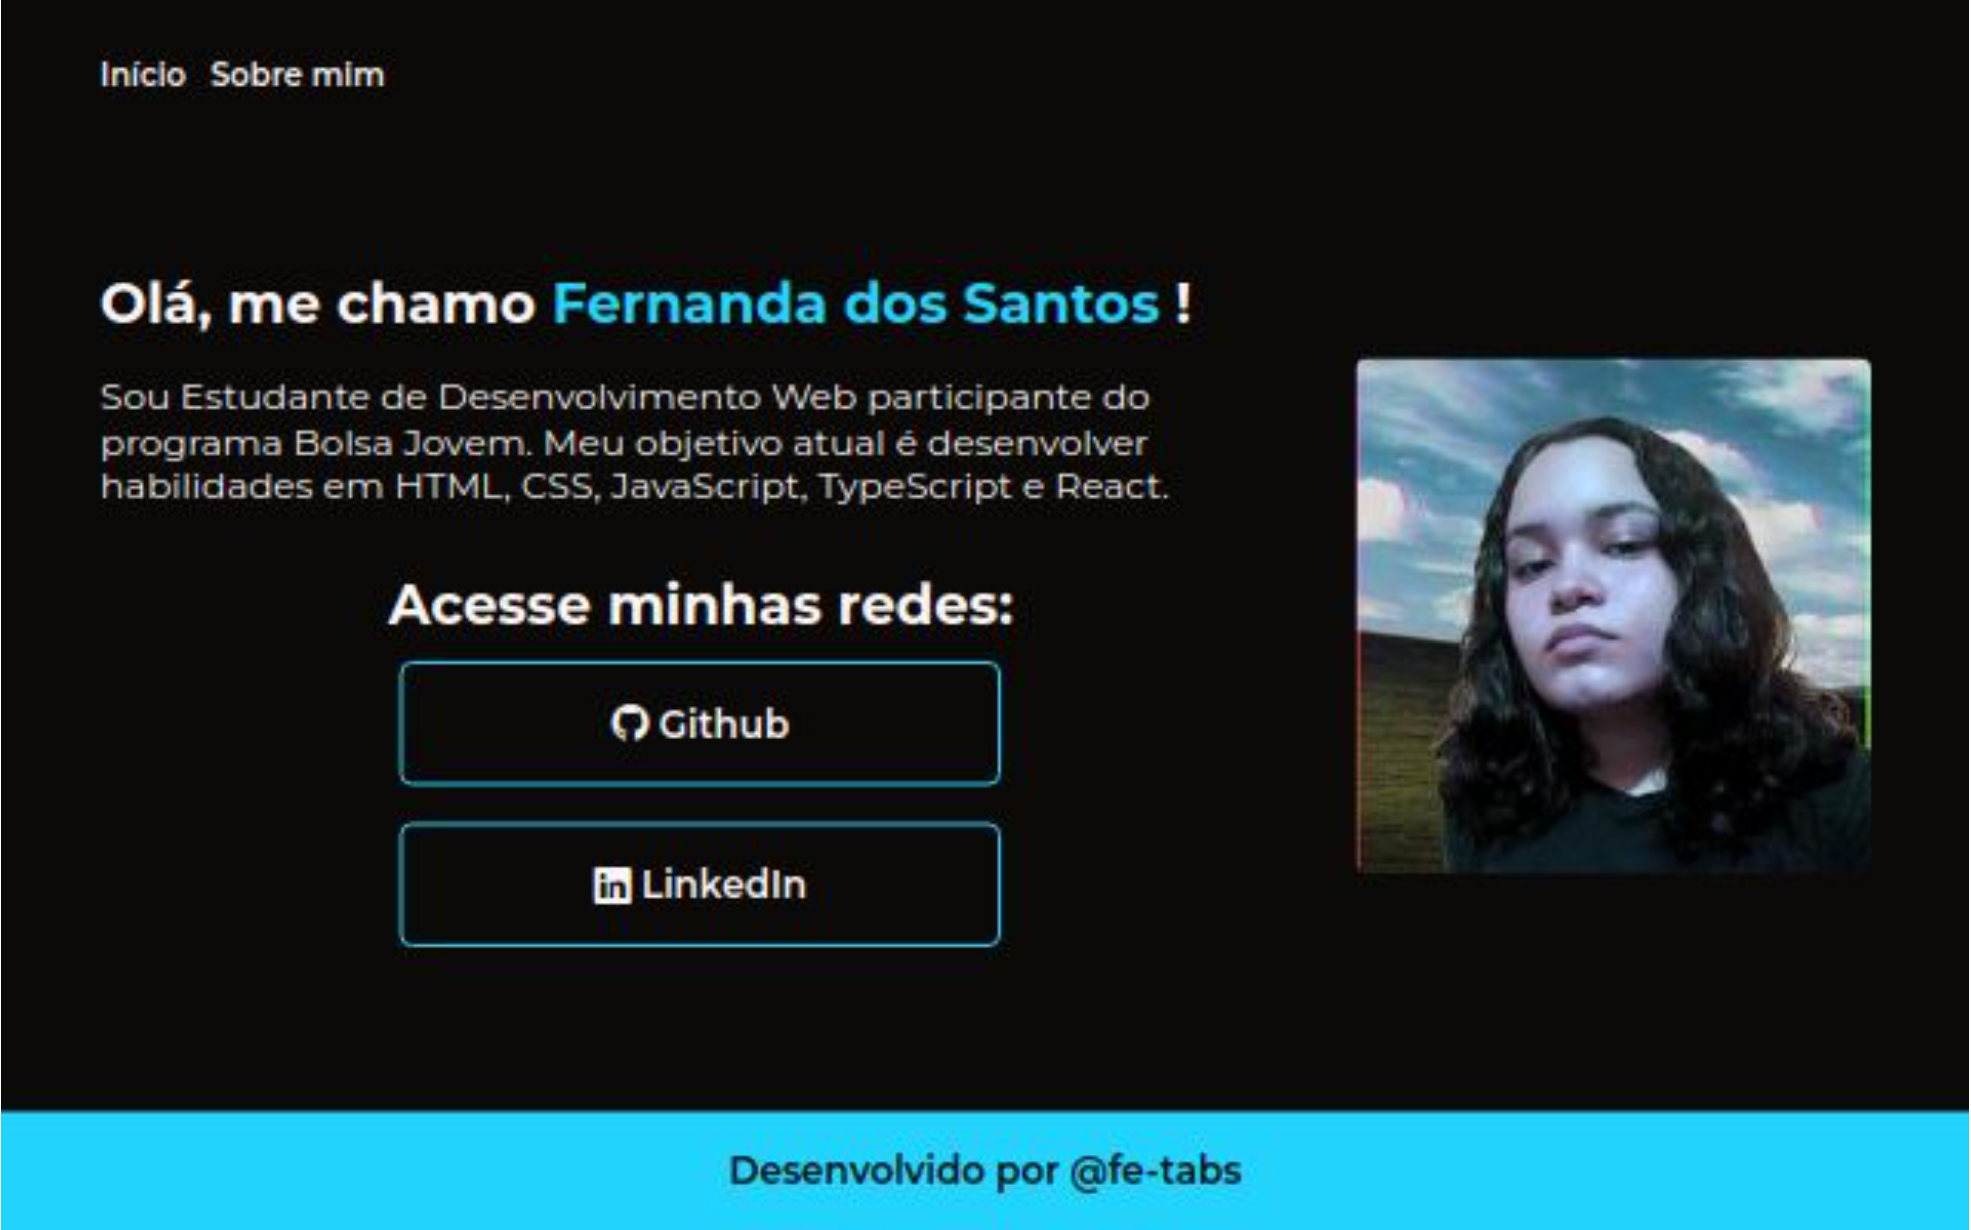 Início Sobre mim
Olá, me chamo Fernanda dos Santos !
Sou Estudante de Desenvolvimento Web participante do
programa Bolsa Jovem. Meu objetivo atual é desenvolver
habilidades em HTML, CSS, JavaScript, TypeScript e React.
Acesse minhas redes:
Github
in LinkedIn
Desenvolvido por @fe-tabs